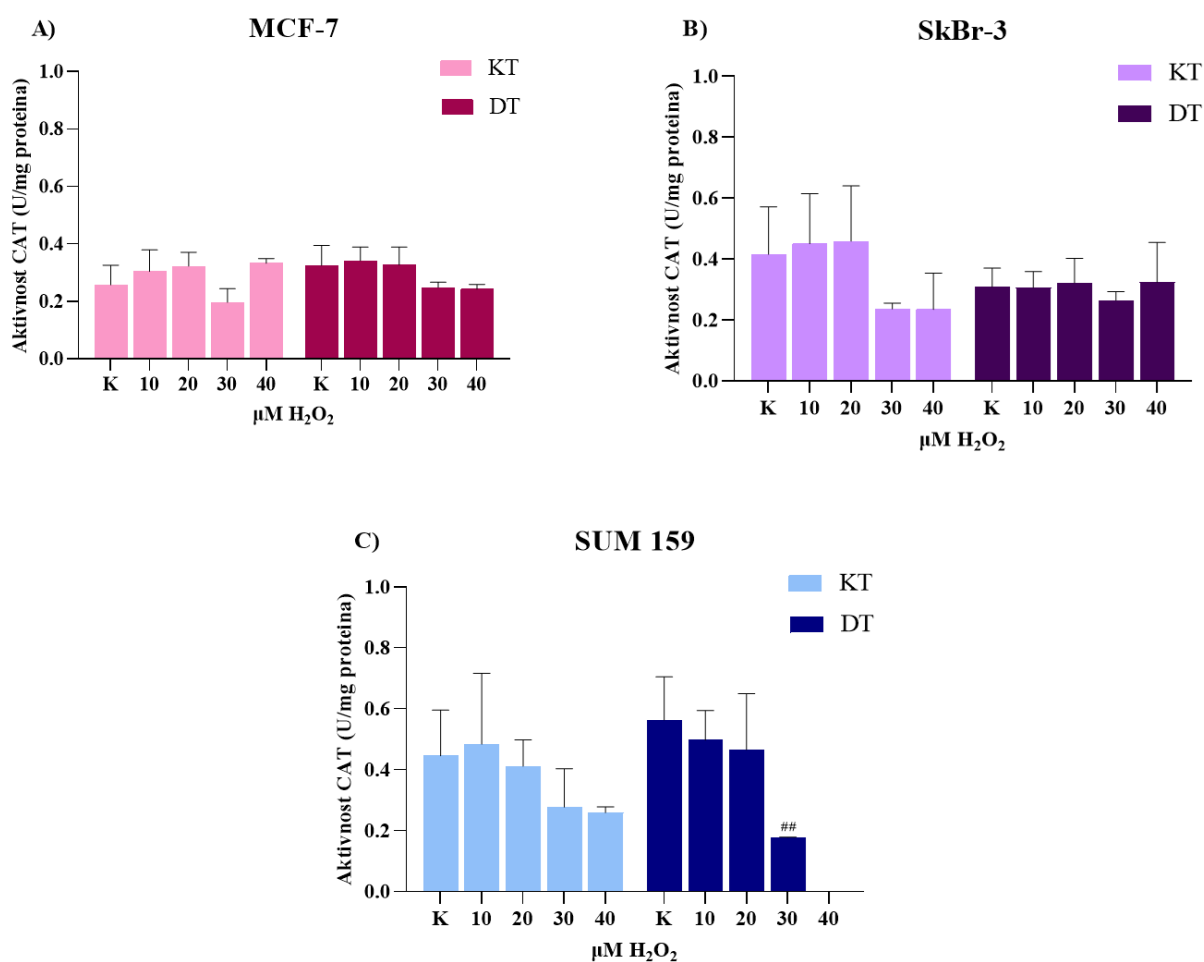 A)
MCF-7
KT
DT
Aktivnost CAT (U/mg proteina)
1.0
0.8
0.6
0.4
0.2
0.0
K 10 20 30 40 K 10 20 30 40
µM H₂O₂
B)
SkBr-3
KT
DT
Aktivnost CAT (U/mg proteina)
1.0
0.8
0.6
0.4
0.2
0.0
K 10 20 30 40 K 10 20 30 40
µM H₂O₂
C)
SUM 159
KT
DT
Aktivnost CAT (U/mg proteina)
1.0
0.8
0.6
0.4
0.2
0.0
##
K 10 20 30 40 K 10 20 30 40
µM H₂O₂